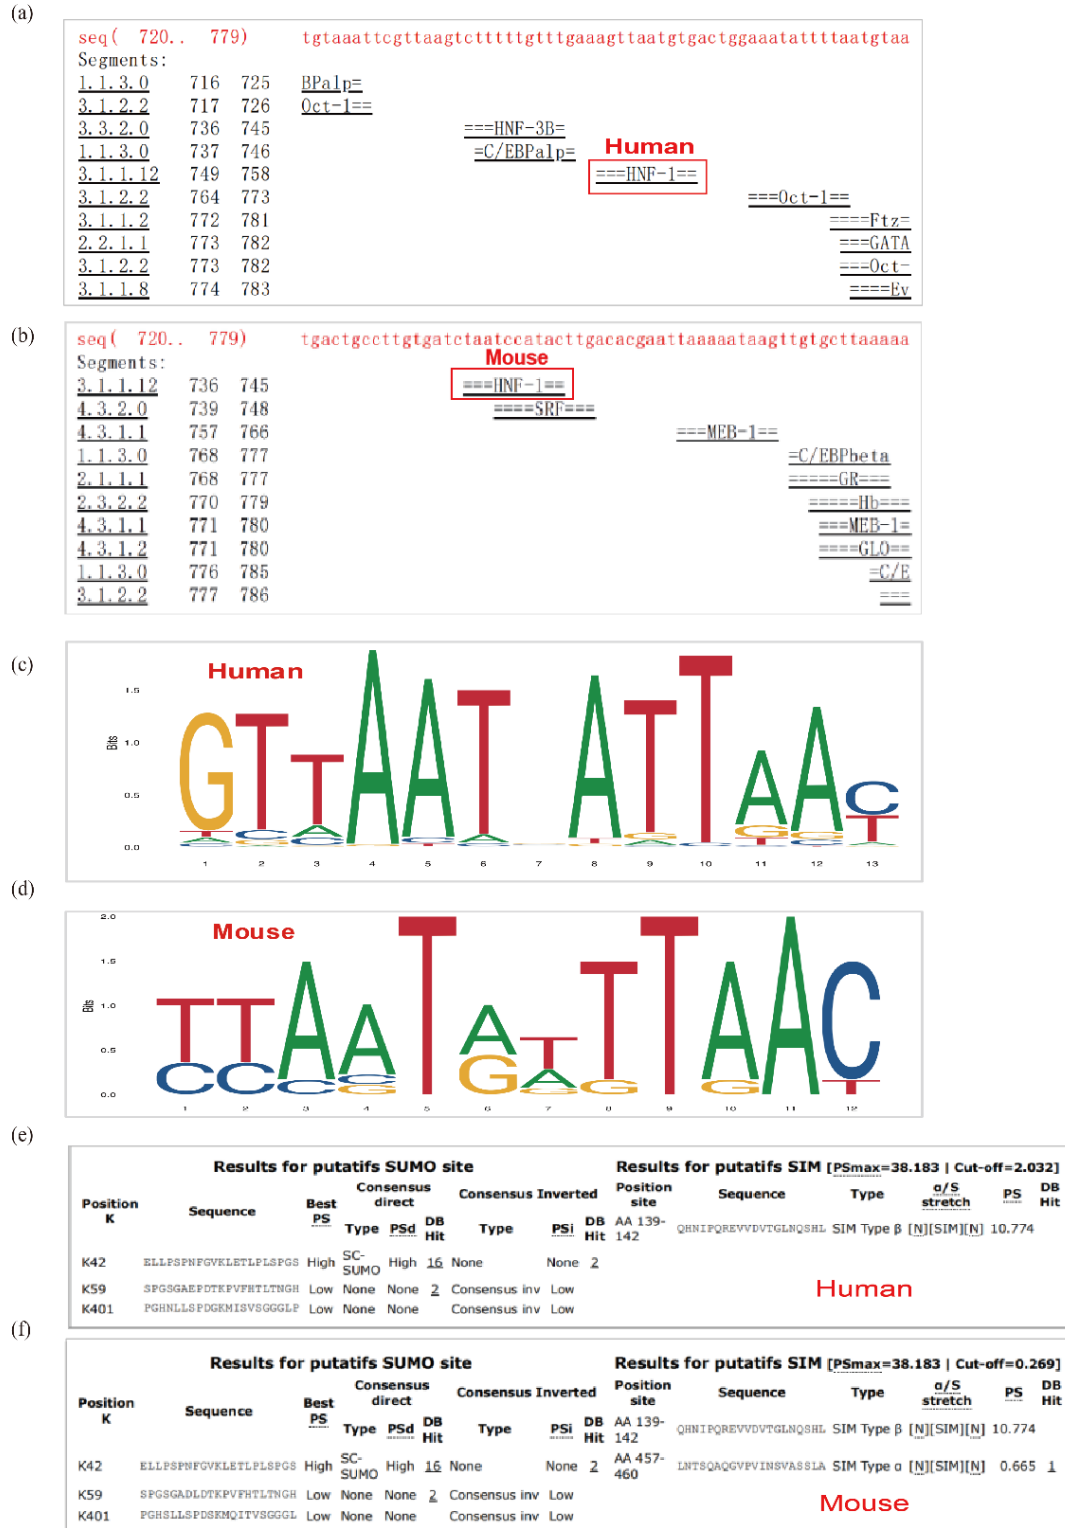 (a)
seq( 720.. 779) tgtaaattcgttaagtctttttgtttgaaagttaatgtgactggaaatattttaatgtaa
Segments:
1.1.3.0 716 725 BPalp=
3.1.2.2 717 726 Oct-1==
3.3.2.0 736 745 ===HNF-3B=
1.1.3.0 737 746 =C/EBPalp= Human
3.1.1.12 749 758 ===HNF-1==
3.1.2.2 764 773 ===Oct-1==
3.1.1.2 772 781 ====Ftz=
2.2.1.1 773 782 ===GATA
3.1.2.2 773 782 ===Oct-
3.1.1.8 774 783 ====Ev
(b)
seq( 720.. 779) tgactgccttgtgatctaatccatacttgacacgaattaaaaataagttgtgcttaaaaa
Segments: Mouse
3.1.1.12 736 745 ===HNF-1==
4.3.2.0 739 748 ====SRF===
4.3.1.1 757 766 ===MEB-1==
1.1.3.0 768 777 =C/EBPbeta
2.1.1.1 768 777 =====GR===
2.3.2.2 770 779 =====Hb===
4.3.1.1 771 780 ===MEB-1=
4.3.1.2 771 780 ====GLO==
1.1.3.0 776 785 =C/E
3.1.2.2 777 786 ===
(c)
Human
Bits
1.5
1.0
0.5
0.0
GTTAATATTAAC
1 2 3 4 5 6 7 8 9 10 11 12 13
(d)
Mouse
Bits
2.0
1.5
1.0
0.5
0.0
TTAATATTTAAC
1 2 3 4 5 6 7 8 9 10 11 12
(e)
Results for putatifs SUMO site Results for putatifs SIM [PSmax=38.183 | Cut-off=2.032]
Position K Sequence Best PS Consensus direct Consensus Inverted Position site Sequence Type α/S stretch PS DB Hit
Type PSd DB Hit Type PSi DB Hit AA 139-142 QHNIPQREVVDVTGLNQSHL SIM Type β [N][SIM][N] 10.774
K42 ELLPSPNFGVKLETLPLSPGS High SC-SUMO High 16 None None 2
K59 SPGSGAEPDTKPVFHTLTNGH Low None None 2 Consensus inv Low
K401 PGHNLLSPDGKMISVSGGGLP Low None None Consensus inv Low
Human
(f)
Results for putatifs SUMO site Results for putatifs SIM [PSmax=38.183 | Cut-off=0.269]
Position K Sequence Best PS Consensus direct Consensus Inverted Position site Sequence Type α/S stretch PS DB Hit
Type PSd DB Hit Type PSi DB Hit AA 139-142 QHNIPQREVVDVTGLNQSHL SIM Type β [N][SIM][N] 10.774
K42 ELLPSPNFGVKLETLPLSPGS High SC-SUMO High 16 None None 2 AA 457-460 LNTSQAQGVPVINSVASSLA SIM Type α [N][SIM][N] 0.665 1
K59 SPGSGADLDTKPVFHTLTNGH Low None None 2 Consensus inv Low
K401 PGHSLLSPDSKMQITVSGGGL Low None None Consensus inv Low
Mouse